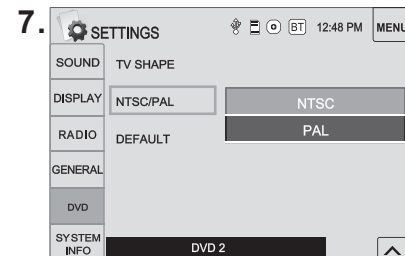 7.
SETTINGS
BT
12:48 PM
MENU
SOUND
TV SHAPE
DISPLAY
NTSC/PAL
NTSC
RADIO
DEFAULT
PAL
GENERAL
DVD
SYSTEM
INFO
DVD 2